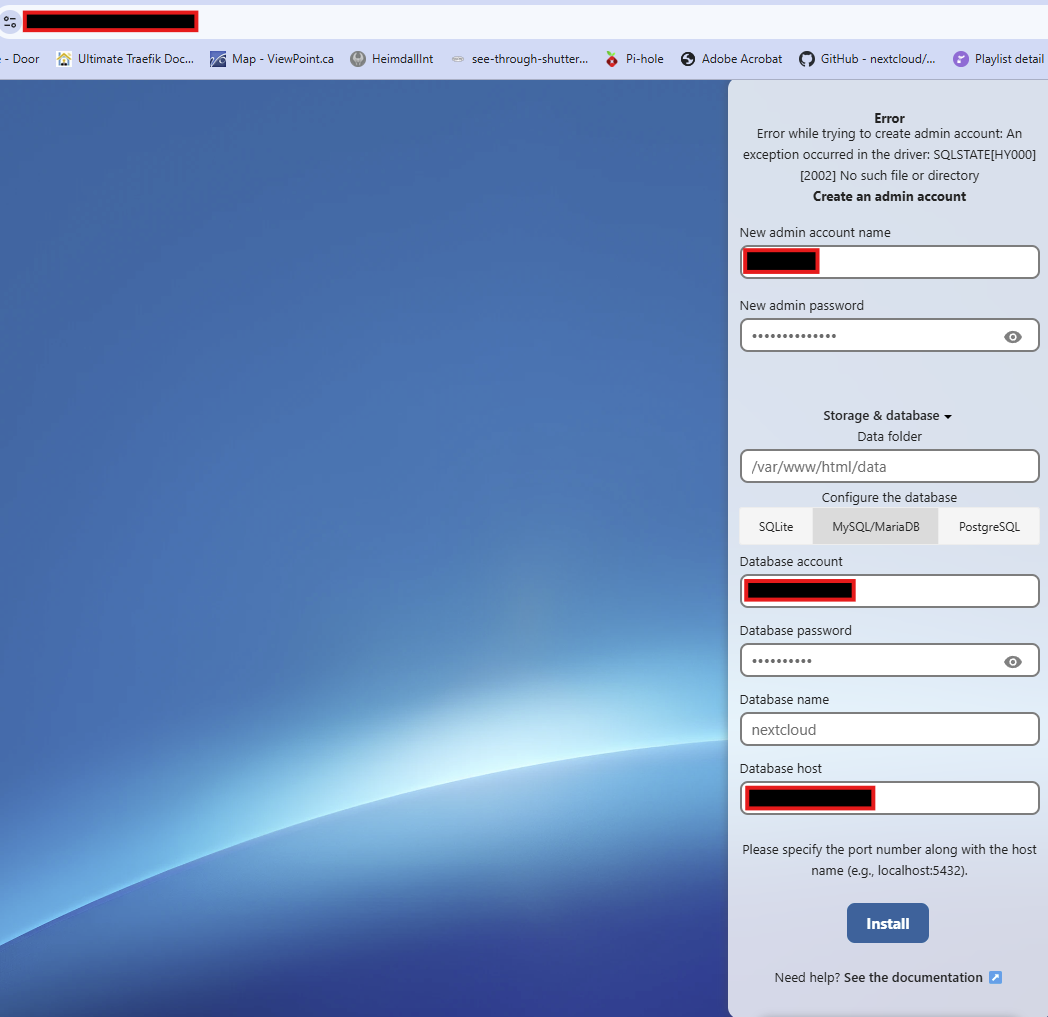 - Door
Ultimate Traefik Doc...
Map - ViewPoint.ca
HeimdallInt
see-through-shutter...
Pi-hole
Adobe Acrobat
GitHub - nextcloud/...
Playlist detail
Error
Error while trying to create admin account: An
exception occurred in the driver: SQLSTATE[HY000]
[2002] No such file or directory
Create an admin account
New admin account name
New admin password
••••••••••••••
Storage & database
Data folder
/var/www/html/data
Configure the database
SQLite
MySQL/MariaDB
PostgreSQL
Database account
Database password
••••••••••
Database name
nextcloud
Database host
Please specify the port number along with the host
name (e.g., localhost:5432).
Install
Need help? See the documentation